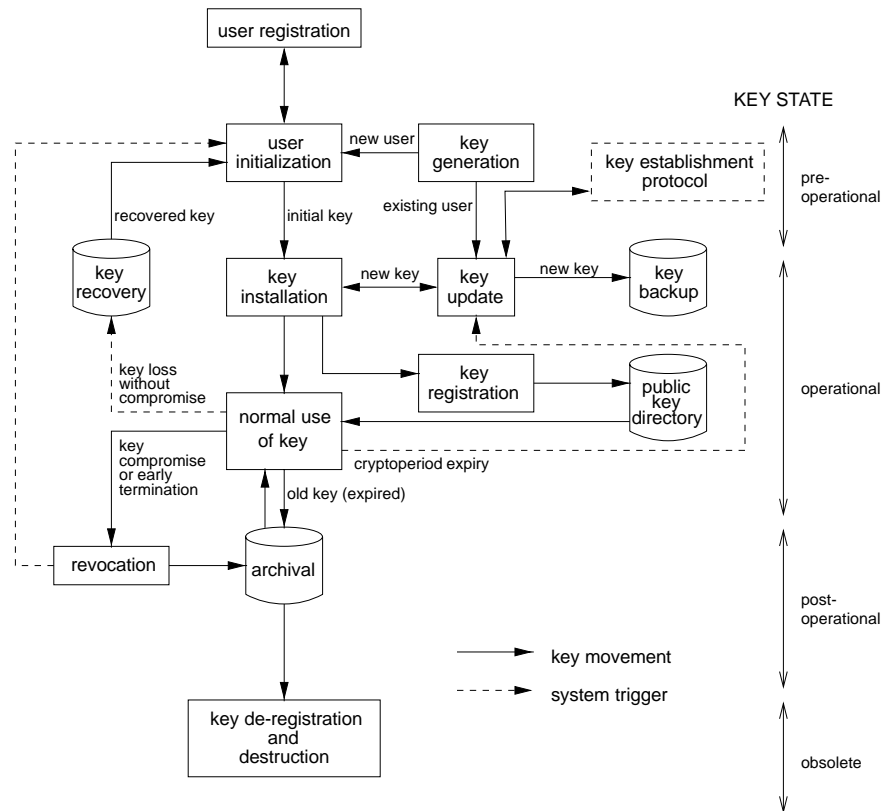 user registration
KEY STATE
user
initialization
new user
key
generation
key establishment
protocol
pre-
operational
existing user
recovered key
initial key
key
recovery
key
installation
new key
key
update
new key
key
backup
key loss
without
compromise
key
registration
public
key
directory
operational
normal use
of key
key
compromise
or early
termination
cryptoperiod expiry
old key (expired)
revocation
archival
post-
operational
key movement
system trigger
key de-registration
and
destruction
obsolete